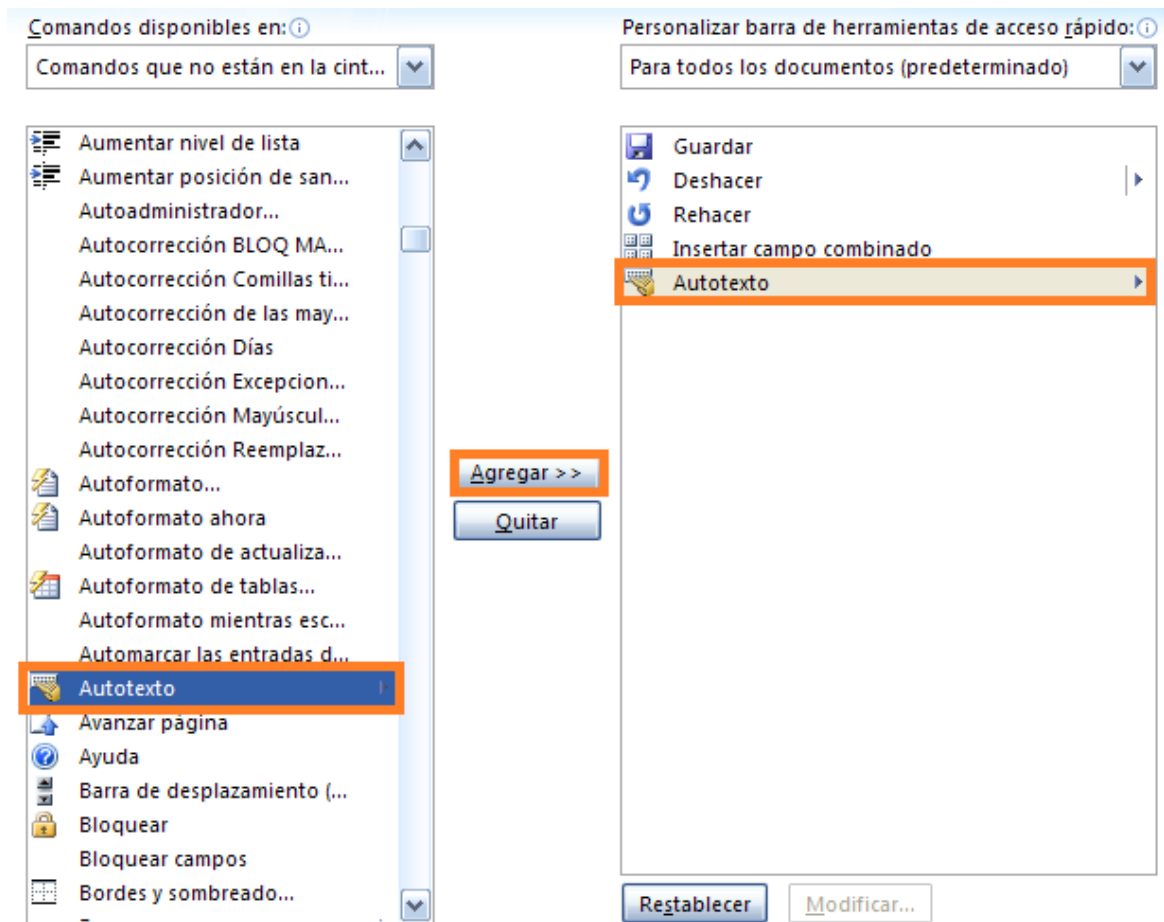 Comandos disponibles en:
Comandos que no están en la cint...
Aumentar nivel de lista
Aumentar posición de san...
Autoadministrador...
Autocorrección BLOQ MA...
Autocorrección Comillas ti...
Autocorrección de las may...
Autocorrección Días
Autocorrección Excepcion...
Autocorrección Mayúscul...
Autocorrección Reemplaz...
Autoformato...
Autoformato ahora
Autoformato de actualiza...
Autoformato de tablas...
Autoformato mientras esc...
Automarcar las entradas d...
Autotexto
Avanzar página
Ayuda
Barra de desplazamiento (...
Bloquear
Bloquear campos
Bordes y sombreado...
Agregar >>
Quitar
Personalizar barra de herramientas de acceso rápido:
Para todos los documentos (predeterminado)
Guardar
Deshacer
Rehacer
Insertar campo combinado
Autotexto
Restablecer
Modificar...